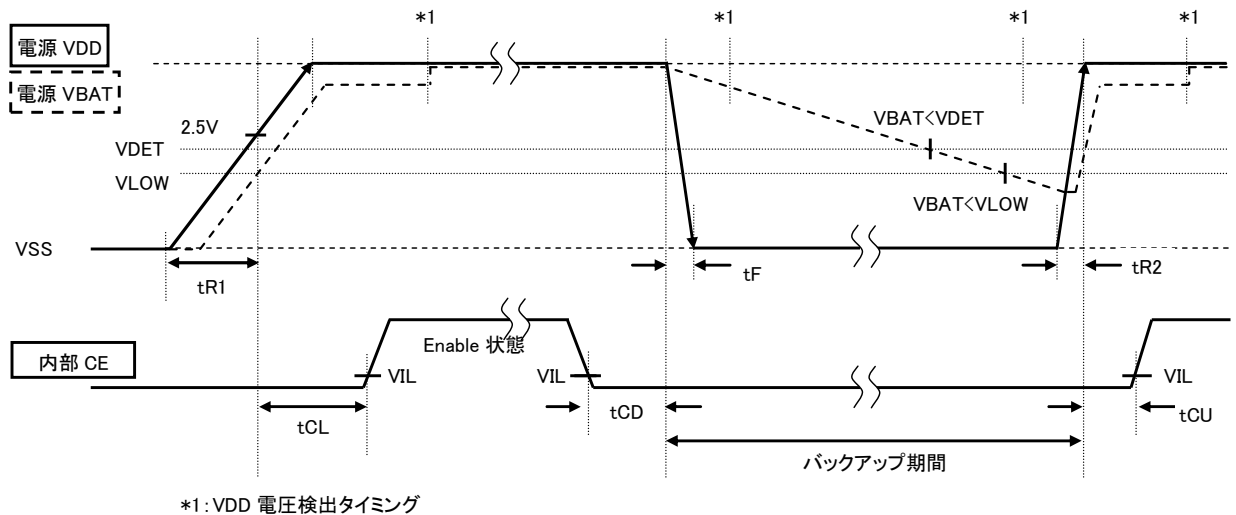 *1 *1 *1 *1
電源 VDD
電源 VBAT
2.5V
VBAT<VDET
VDET
VLOW
VBAT<VLOW
VSS
tR1
tF
tR2
Enable 状態
内部 CE
VIL
VIL
VIL
tCL
tCD
tCU
バックアップ期間
*1：VDD 電圧検出タイミング